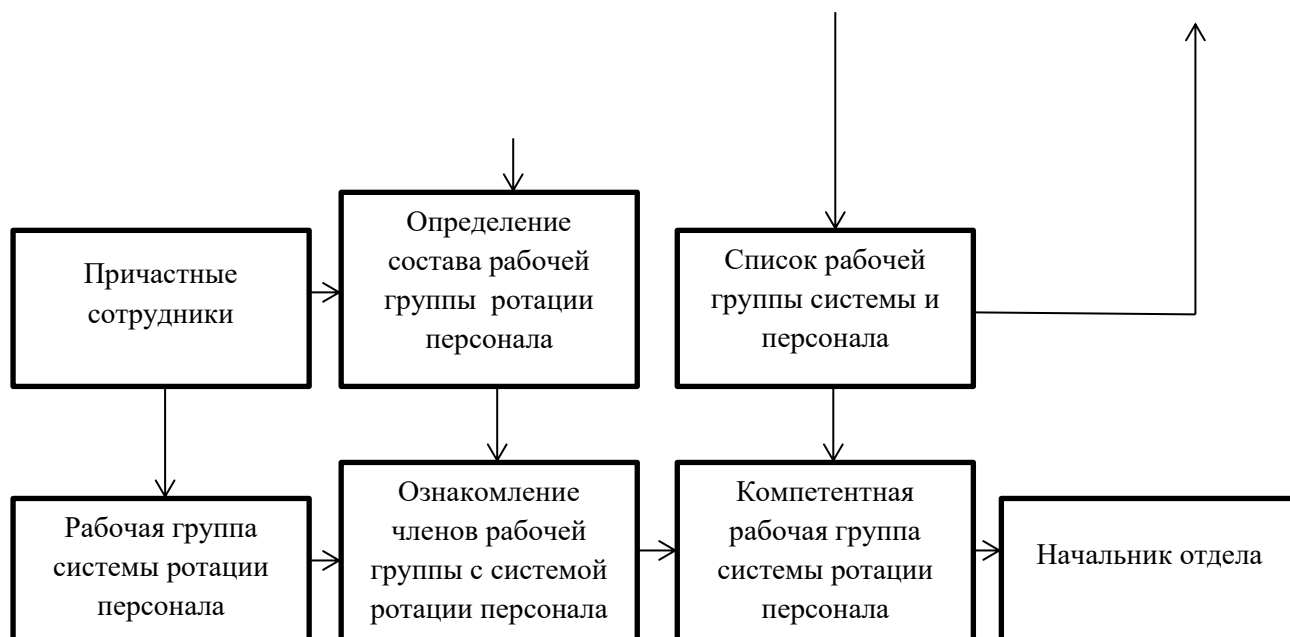 Причастные
сотрудники
Определение
состава рабочей
группы  ротации
персонала
Список рабочей
группы системы и
персонала
Рабочая группа
системы ротации
персонала
Ознакомление
членов рабочей
группы с системой
ротации персонала
Компетентная
рабочая группа
системы ротации
персонала
Начальник отдела